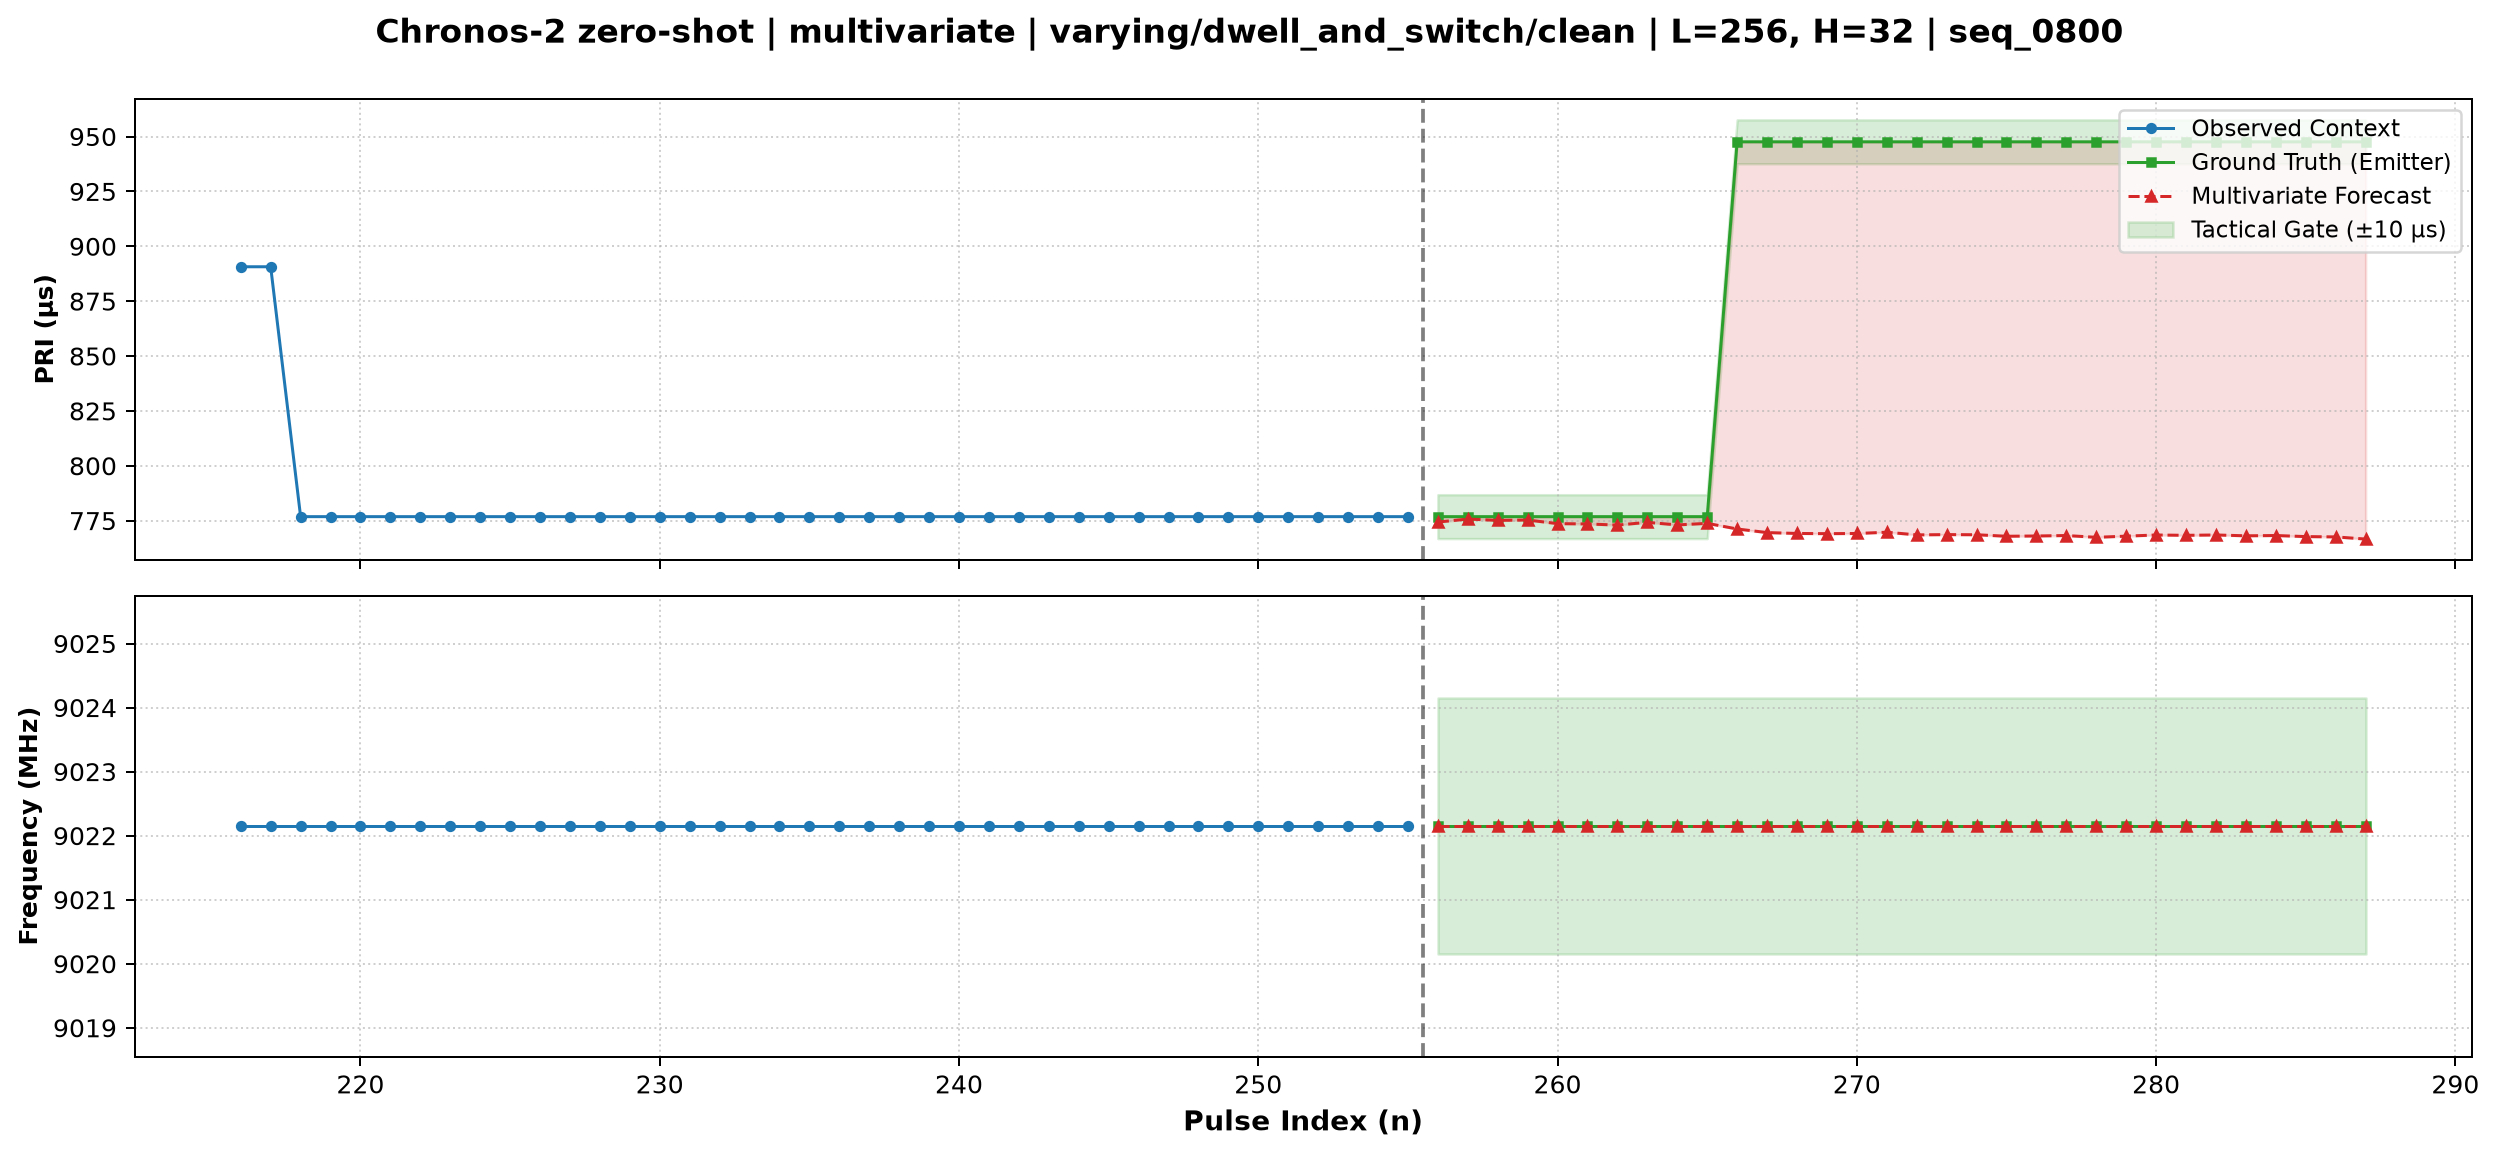 Chronos-2 zero-shot | multivariate | varying/dwell_and_switch/clean | L=256, H=32 | seq_0800
950
925
900
875
850
825
800
775
PRI (µs)
Observed Context
Ground Truth (Emitter)
Multivariate Forecast
Tactical Gate (±10 µs)
9025
9024
9023
9022
9021
9020
9019
Frequency (MHz)
220 230 240 250 260 270 280 290
Pulse Index (n)